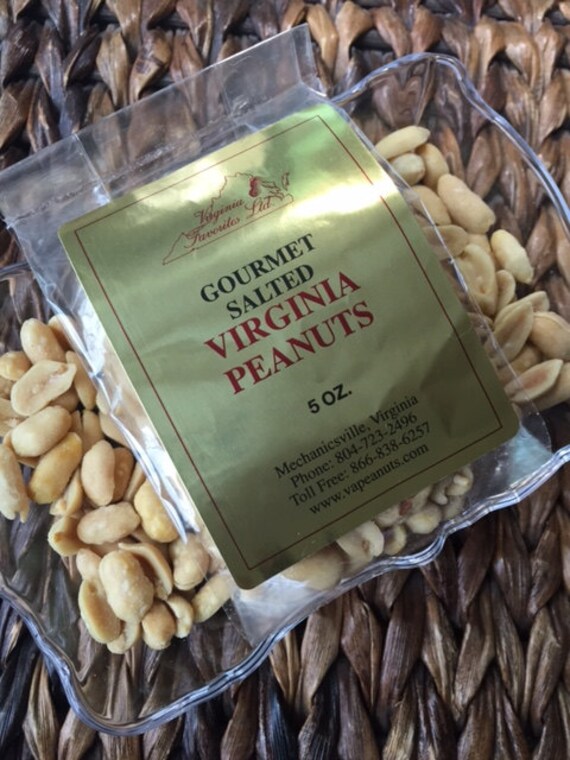 Virginia
Favorites Ltd
GOURMET
SALTED
VIRGINIA
PEANUTS
5 OZ.
Mechanicsville, Virginia
Phone: 804-723-2496
Toll Free: 866-838-6257
www.vapeanuts.com